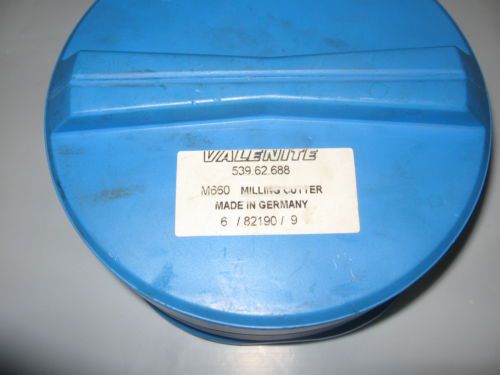 VALENITE
539.62.688
M660 MILLING CUTTER
MADE IN GERMANY
6 / 82190 / 9